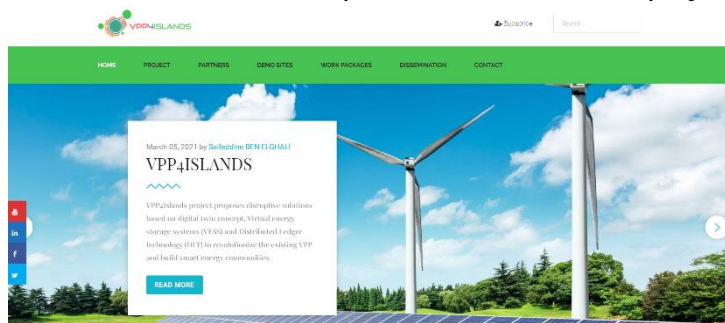 VPP4ISLANDS
Subscribe
Search ...
HOME PROJECT PARTNERS DEMO SITES WORK PACKAGES DISSEMINATION CONTACT
March 05, 2021 by Seifeddine BEN ELGHALI
VPP4ISLANDS
VPP4Islands project proposes disruptive solutions
based on digital twin concept, Virtual energy
storage systems (VESS) and Distributed Ledger
technology (DLT) to revolutionize the existing VPP
and build smart energy communities.
READ MORE
in
f